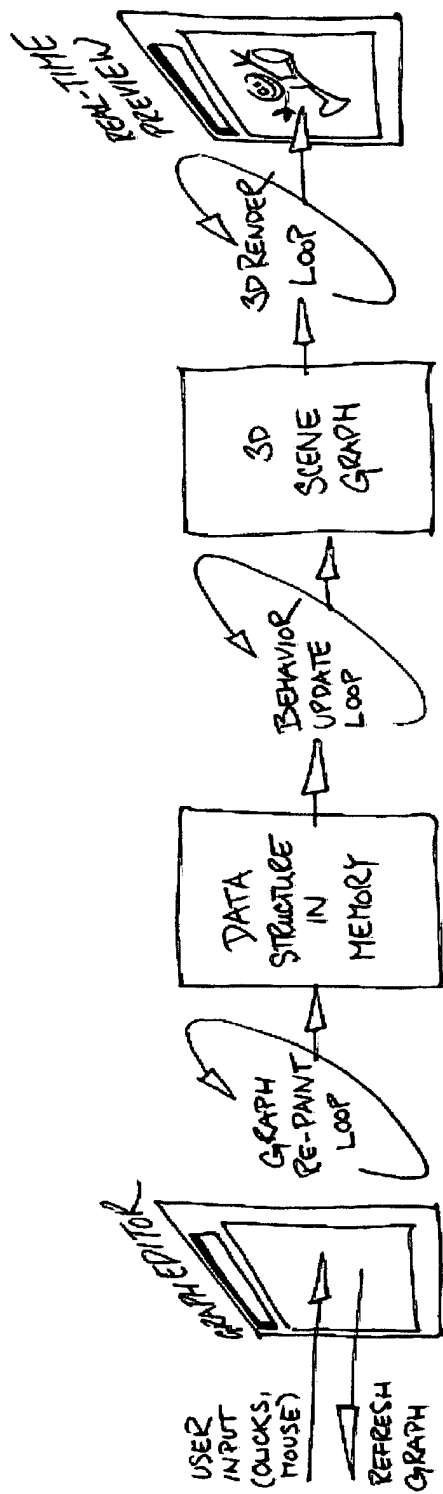 USER
INPUT
(CLICKS,
MOUSE)
REFRESH
GRAPH
GRAPH EDITOR
GRAPH
RE-PAINT
LOOP
DATA
STRUCTURE
IN
MEMORY
BEHAVIOR
UPDATE
LOOP
3D
SCENE
GRAPH
3D RENDER
LOOP
REAL-TIME
PREVIEW